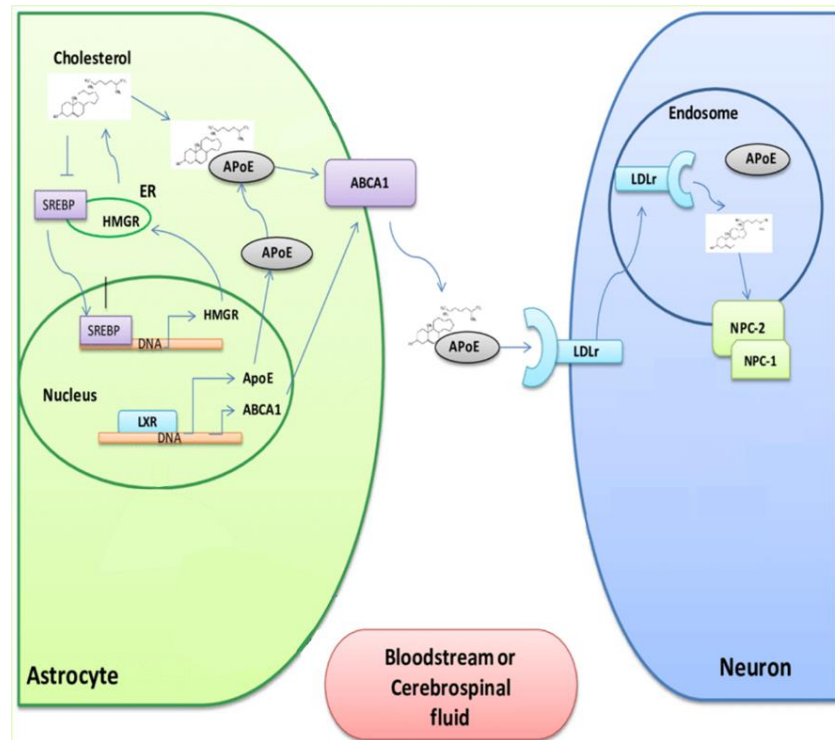 Cholesterol
APoE
SREBP
ER
HMGR
APoE
ABCA1
SREBP
DNA
HMGR
Nucleus
ApoE
ABCA1
LXR
DNA
Astrocyte
APoE
LDLr
Bloodstream or
Cerebrospinal
fluid
Endosome
APoE
LDLr
NPC-2
NPC-1
Neuron